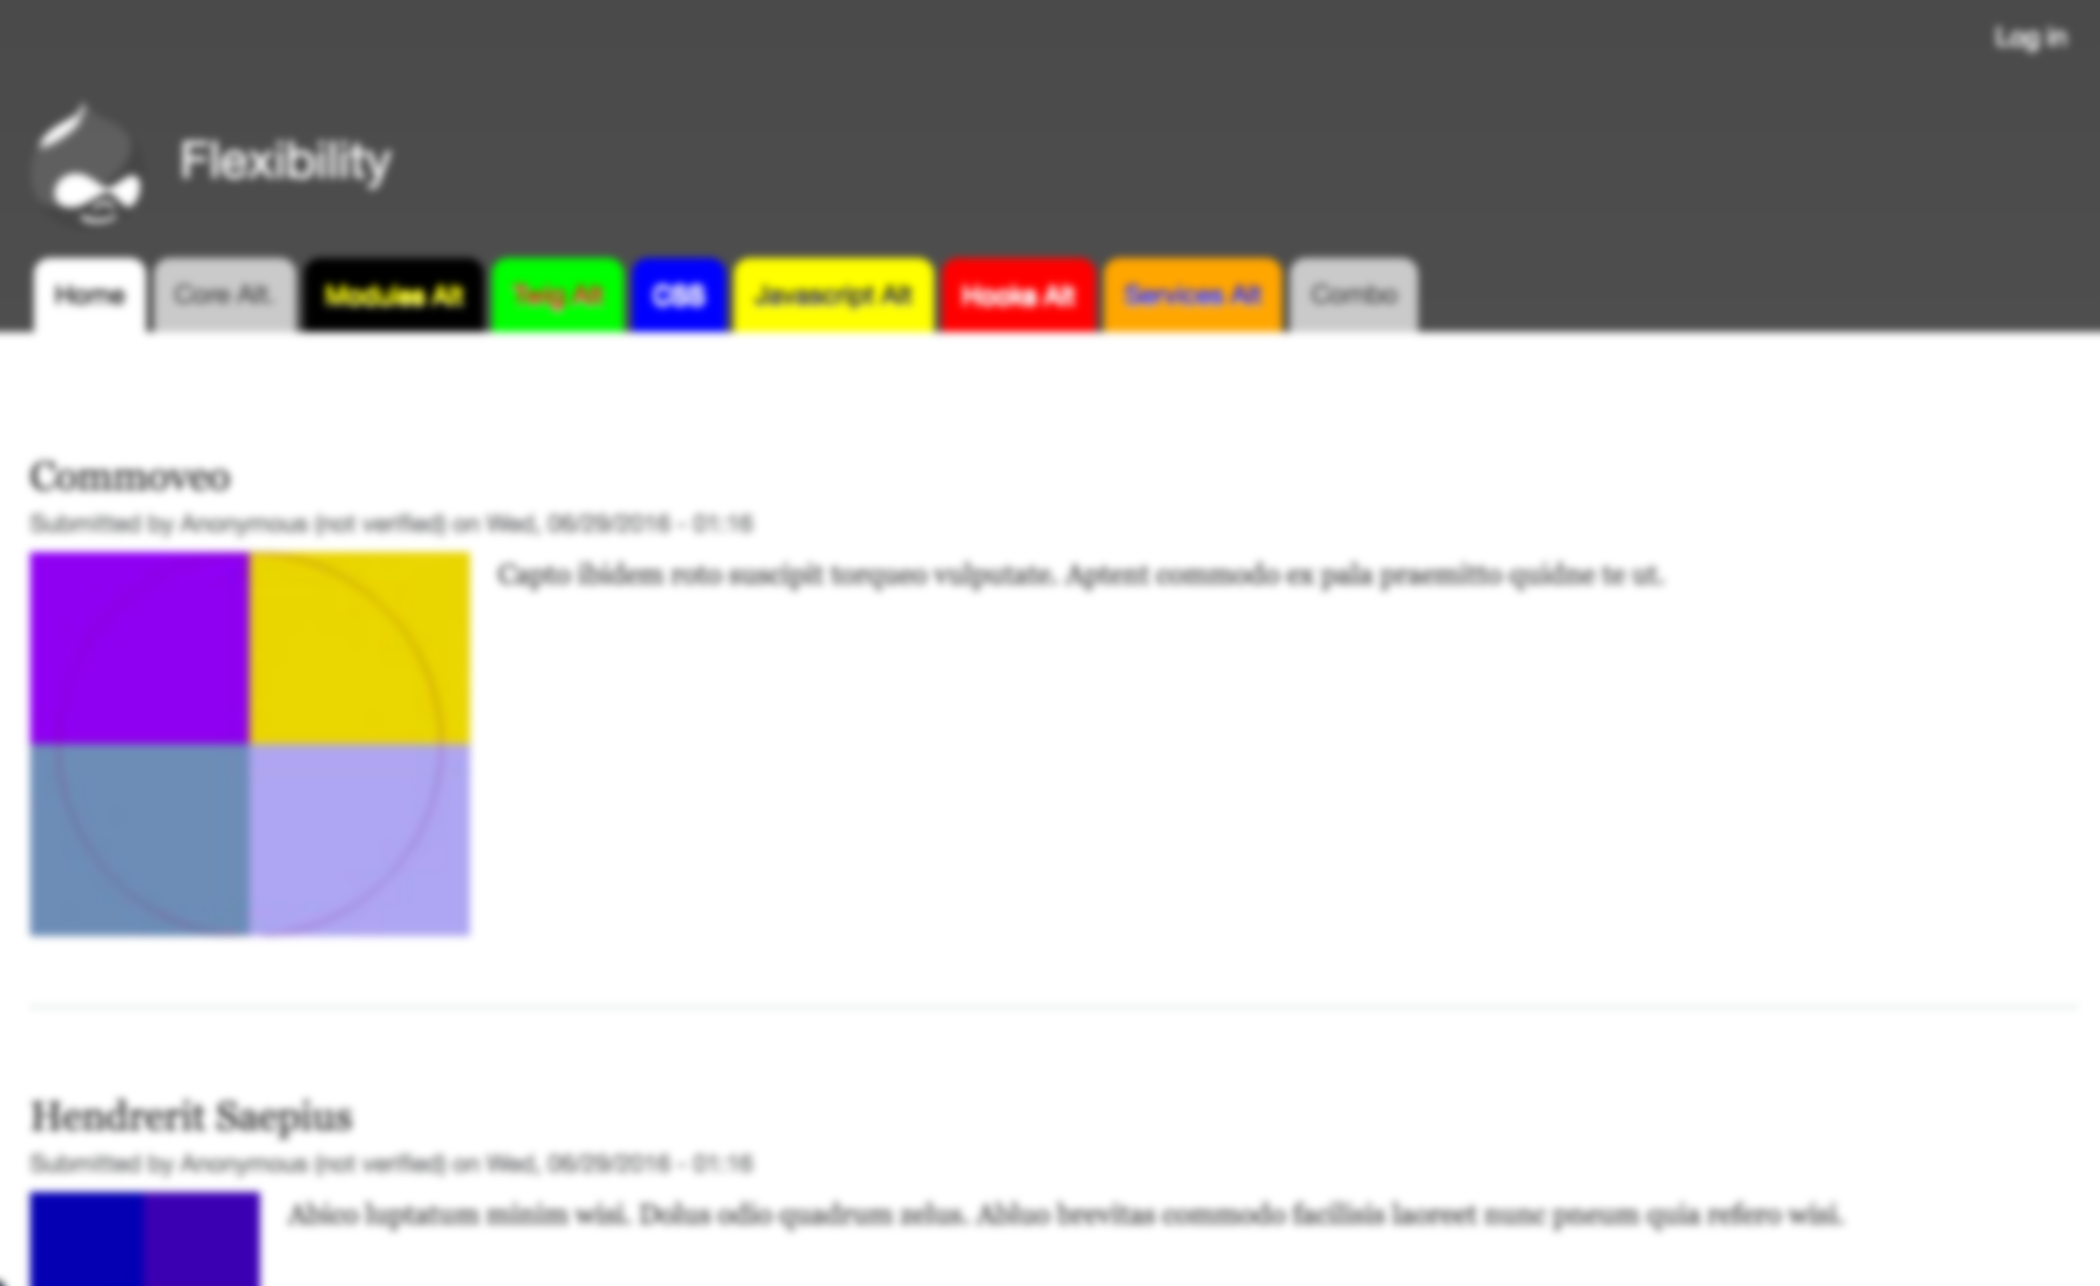 Log in
Flexibility
Home Core Alt. Modules Alt Twig Alt CSS Javascript Alt Hooks Alt Services Alt Combo
Commoveo
Submitted by Anonymous (not verified) on Wed, 06/29/2016 - 01:16
Capto ibidem roto suscipit torqueo vulputate. Aptent commodo ex pala praemitto quidne te ut.
Hendrerit Saepius
Submitted by Anonymous (not verified) on Wed, 06/29/2016 - 01:16
Abico luptatum minim wisi. Dolus odio quadrum zelus. Abluo brevitas commodo facilisis laoreet nunc pneum quia refero wisi.